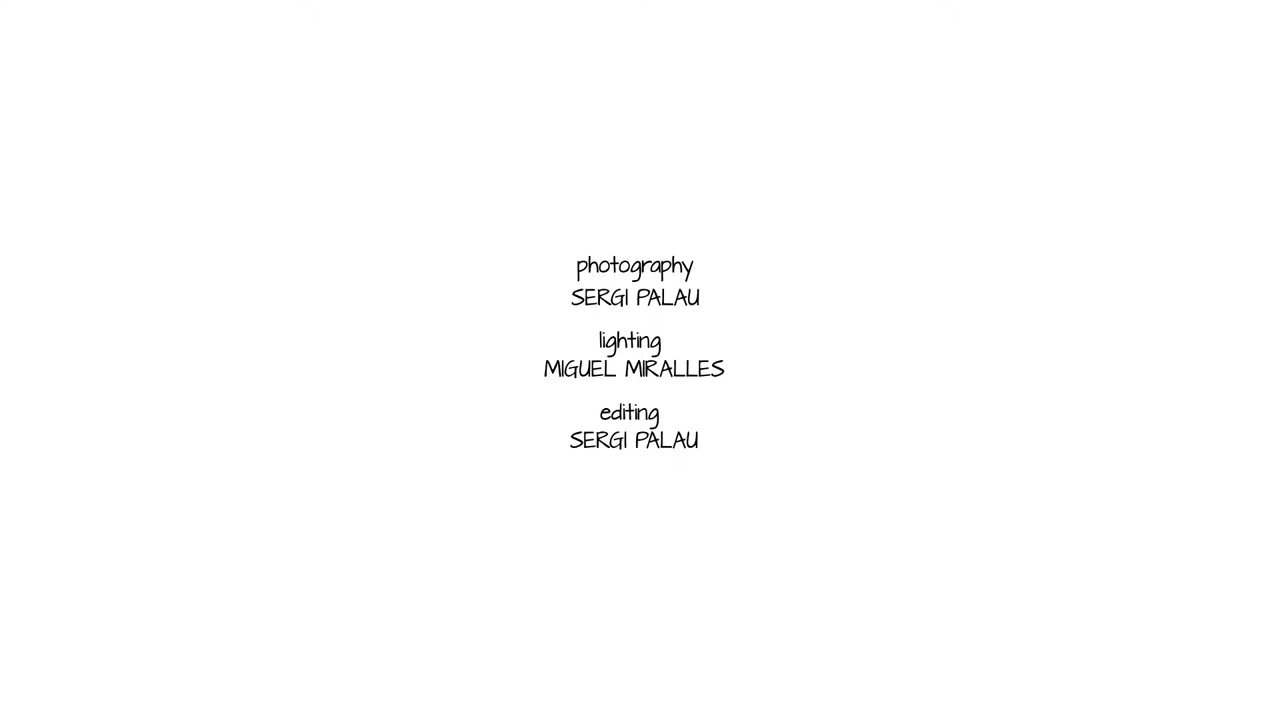 photography
SERGI PALAU
lighting
MIGUEL MIRALLES
editing
SERGI PALAU